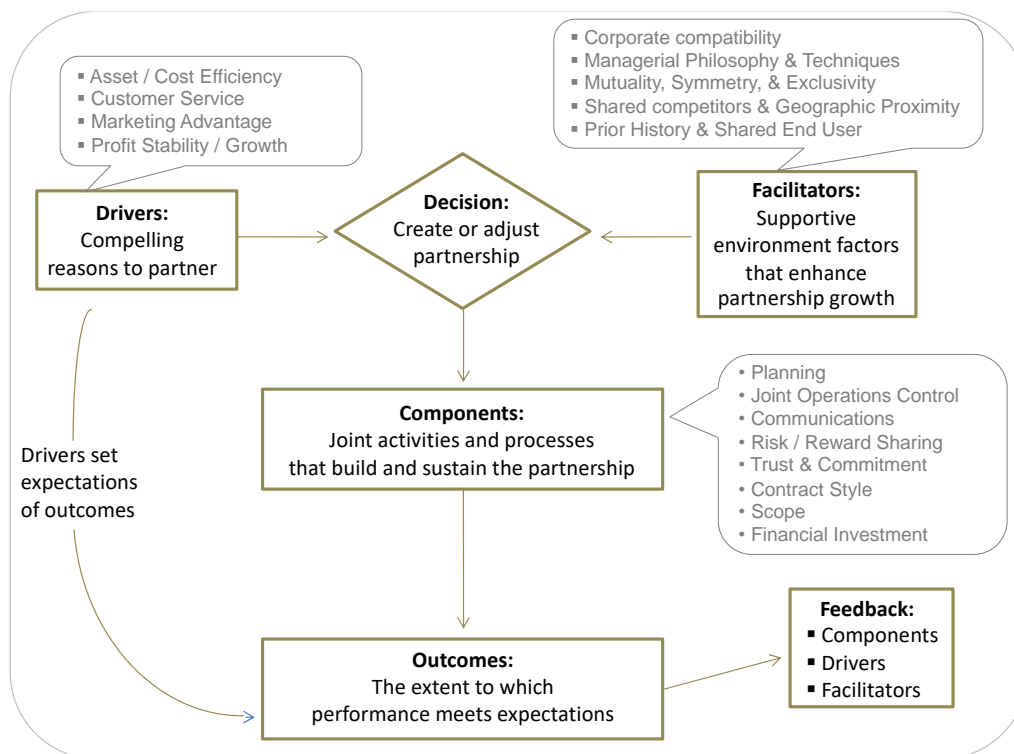 ▪ Asset / Cost Efficiency
▪ Customer Service
▪ Marketing Advantage
▪ Profit Stability / Growth
▪ Corporate compatibility
▪ Managerial Philosophy & Techniques
▪ Mutuality, Symmetry, & Exclusivity
▪ Shared competitors & Geographic Proximity
▪ Prior History & Shared End User
Drivers:
Compelling
reasons to partner
Decision:
Create or adjust
partnership
Facilitators:
Supportive
environment factors
that enhance
partnership growth
Components:
Joint activities and processes
that build and sustain the partnership
• Planning
• Joint Operations Control
• Communications
• Risk / Reward Sharing
• Trust & Commitment
• Contract Style
• Scope
• Financial Investment
Drivers set
expectations
of outcomes
Outcomes:
The extent to which
performance meets expectations
Feedback:
▪ Components
▪ Drivers
▪ Facilitators